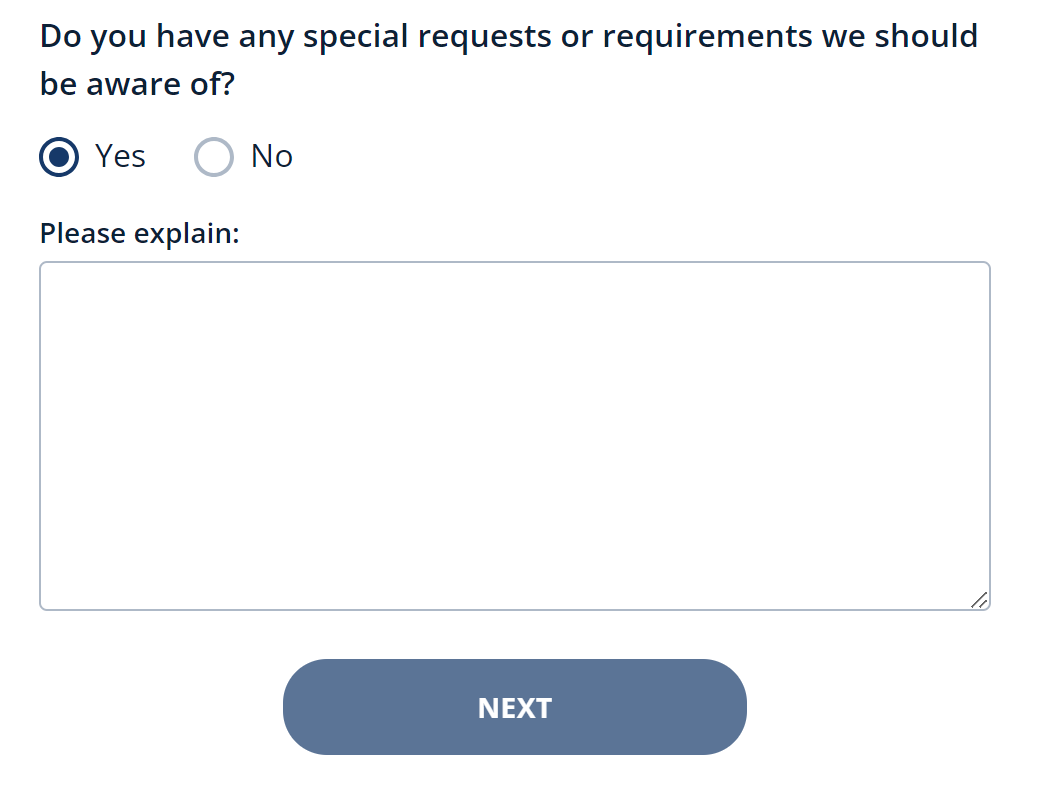 Do you have any special requests or requirements we should
be aware of?
Yes No
Please explain:
NEXT